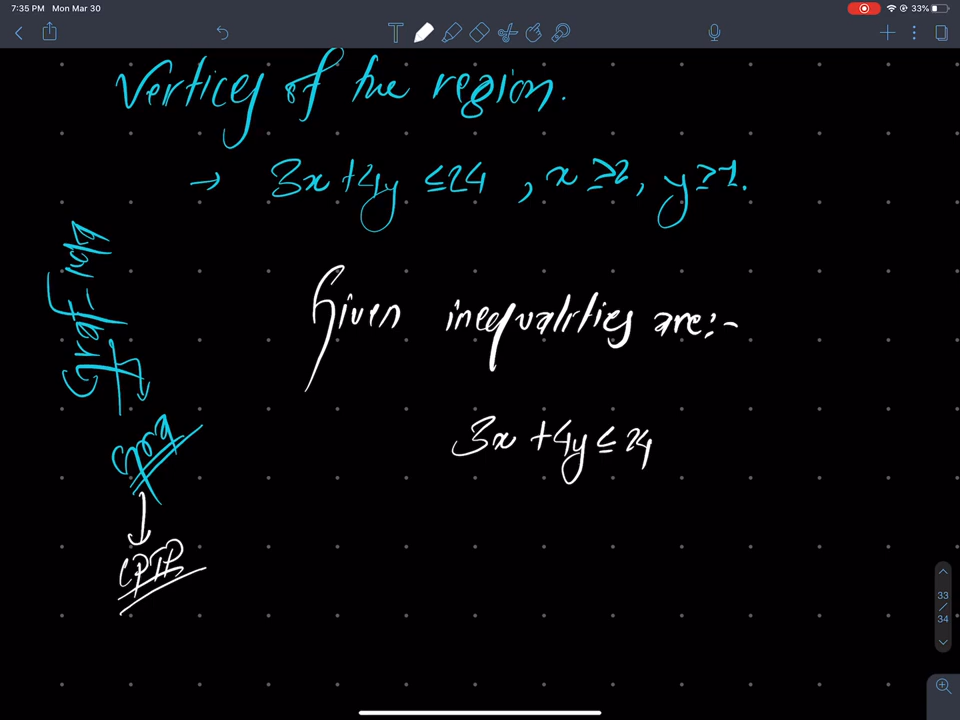 7:35 PM Mon Mar 30
33%
Vertices of the region.
→ 3x+4y ≤24 , x ≥2, y≥1.
Given inequalities are:-
3x +4y ≤ 24
33
/
34